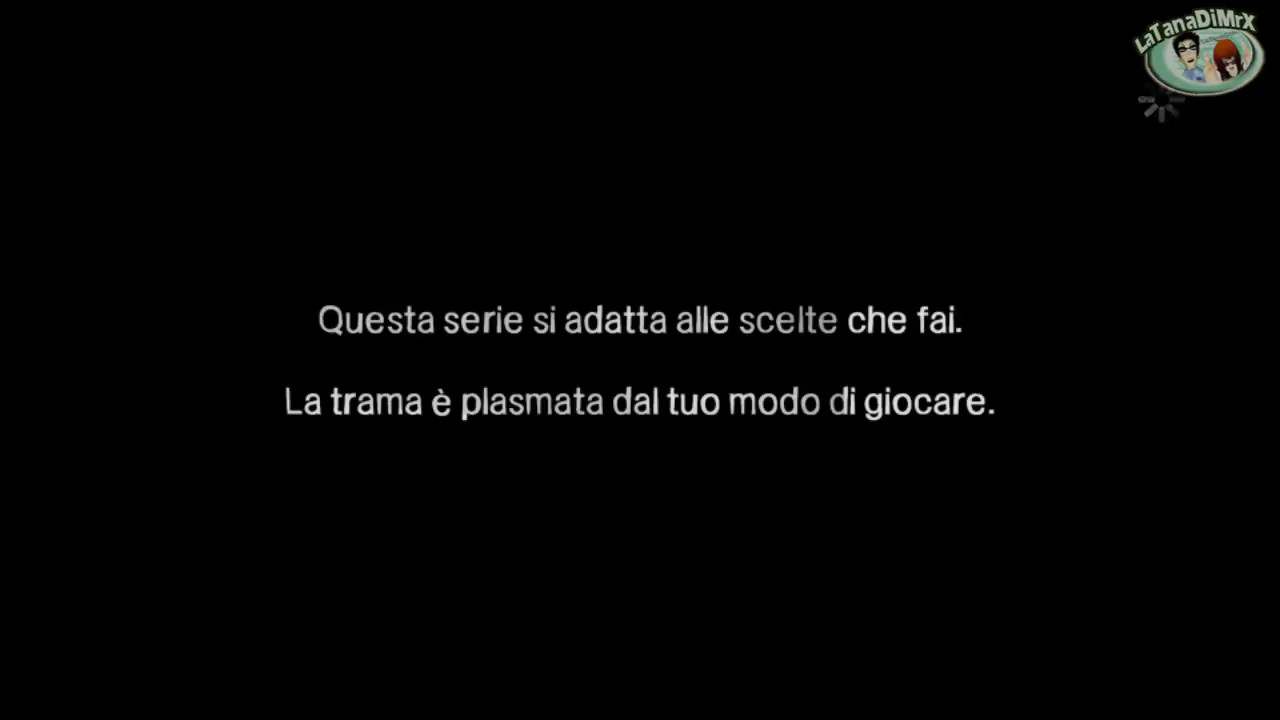 LaTanaDiMrX
Questa serie si adatta alle scelte che fai.
La trama è plasmata dal tuo modo di giocare.